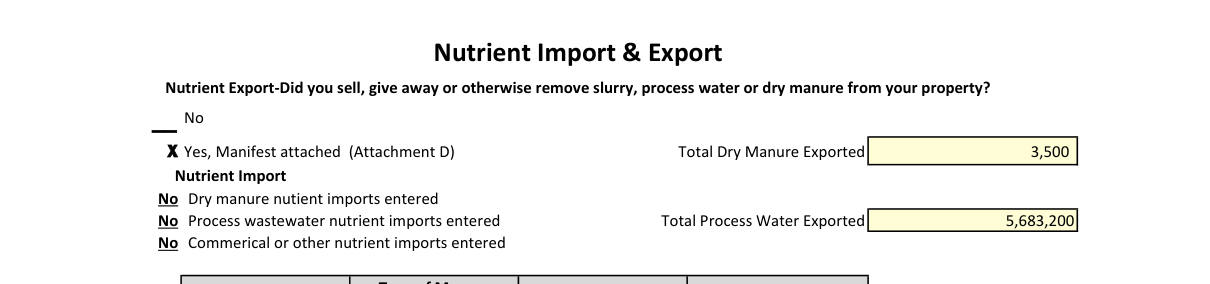 Nutrient Import & Export
Nutrient Export-Did you sell, give away or otherwise remove slurry, process water or dry manure from your property?
No
X Yes, Manifest attached (Attachment D) Total Dry Manure Exported 3,500
Nutrient Import
No Dry manure nutient imports entered
No Process wastewater nutrient imports entered Total Process Water Exported 5,683,200
No Commerical or other nutrient imports entered